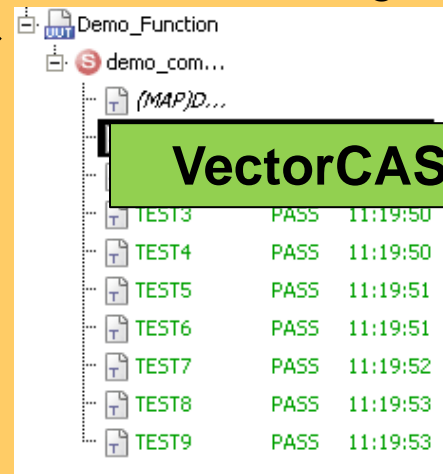 UUT Demo_Function
S demo_com...
T (MAP)D...
VectorCAS
T TEST3 PASS 11:19:50
T TEST4 PASS 11:19:50
T TEST5 PASS 11:19:51
T TEST6 PASS 11:19:51
T TEST7 PASS 11:19:52
T TEST8 PASS 11:19:53
T TEST9 PASS 11:19:53